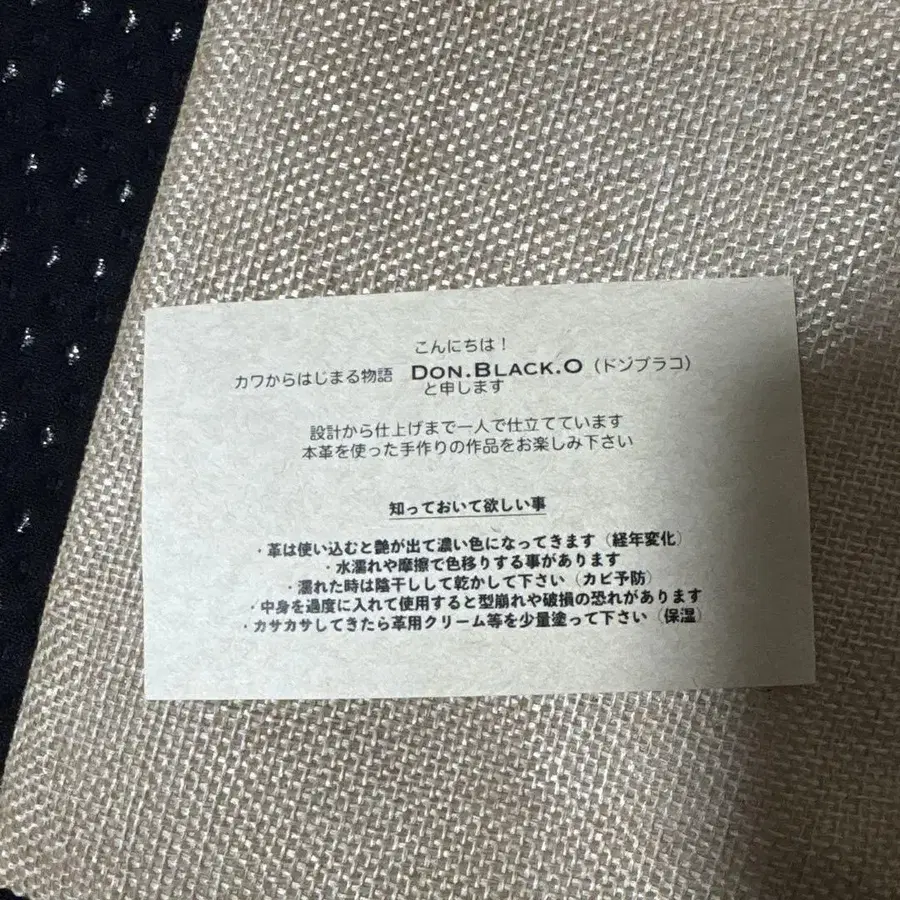 こんにちは！
カワからはじまる物語 DON.BLACK.O（ドンブラコ）
と申します
設計から仕上げまで一人で仕立てています
本革を使った手作りの作品をお楽しみ下さい
知っておいて欲しい事
・革は使い込むと艶が出て濃い色になってきます（経年変化）
・水濡れや摩擦で色移りする事があります
・濡れた時は陰干しして乾かして下さい（カビ予防）
・中身を過度に入れて使用すると型崩れや破損の恐れがあります
・カサカサしてきたら革用クリーム等を少量塗って下さい（保湿）